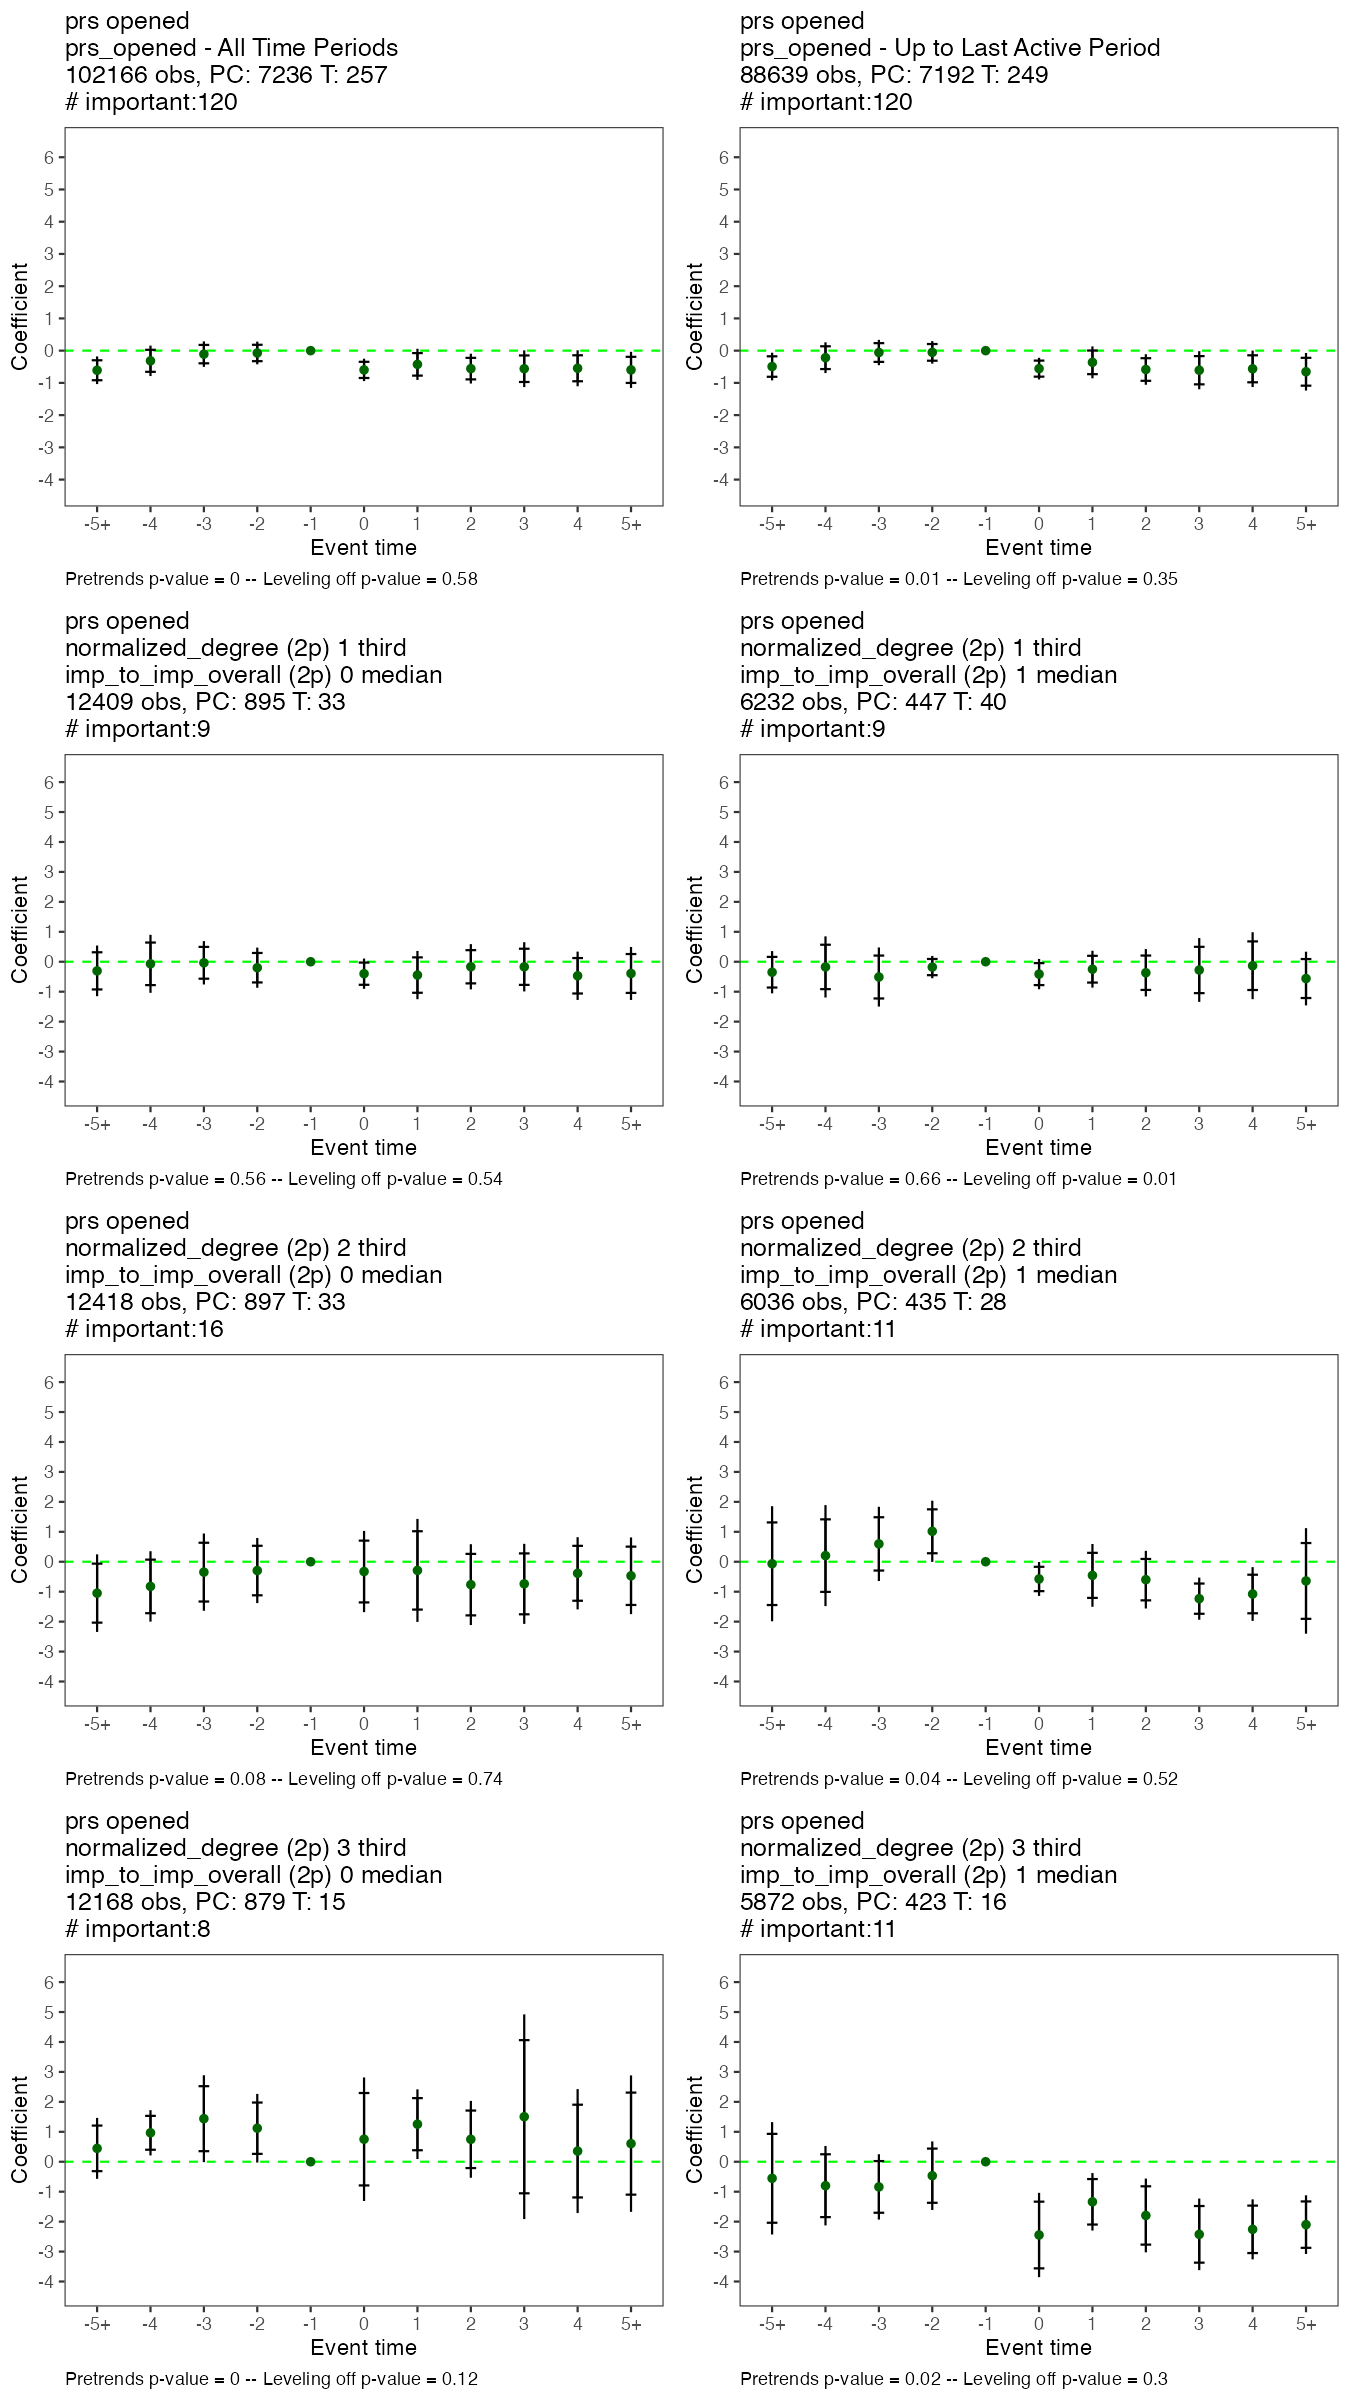 prs opened
prs_opened - All Time Periods
102166 obs, PC: 7236 T: 257
# important:120
6
5
4
3
2
1
0
-1
-2
-3
-4
Coefficient
-5+ -4 -3 -2 -1 0 1 2 3 4 5+
Event time
Pretrends p-value = 0 -- Leveling off p-value = 0.58
prs opened
prs_opened - Up to Last Active Period
88639 obs, PC: 7192 T: 249
# important:120
6
5
4
3
2
1
0
-1
-2
-3
-4
Coefficient
-5+ -4 -3 -2 -1 0 1 2 3 4 5+
Event time
Pretrends p-value = 0.01 -- Leveling off p-value = 0.35
prs opened
normalized_degree (2p) 1 third
imp_to_imp_overall (2p) 0 median
12409 obs, PC: 895 T: 33
# important:9
6
5
4
3
2
1
0
-1
-2
-3
-4
Coefficient
-5+ -4 -3 -2 -1 0 1 2 3 4 5+
Event time
Pretrends p-value = 0.56 -- Leveling off p-value = 0.54
prs opened
normalized_degree (2p) 1 third
imp_to_imp_overall (2p) 1 median
6232 obs, PC: 447 T: 40
# important:9
6
5
4
3
2
1
0
-1
-2
-3
-4
Coefficient
-5+ -4 -3 -2 -1 0 1 2 3 4 5+
Event time
Pretrends p-value = 0.66 -- Leveling off p-value = 0.01
prs opened
normalized_degree (2p) 2 third
imp_to_imp_overall (2p) 0 median
12418 obs, PC: 897 T: 33
# important:16
6
5
4
3
2
1
0
-1
-2
-3
-4
Coefficient
-5+ -4 -3 -2 -1 0 1 2 3 4 5+
Event time
Pretrends p-value = 0.08 -- Leveling off p-value = 0.74
prs opened
normalized_degree (2p) 2 third
imp_to_imp_overall (2p) 1 median
6036 obs, PC: 435 T: 28
# important:11
6
5
4
3
2
1
0
-1
-2
-3
-4
Coefficient
-5+ -4 -3 -2 -1 0 1 2 3 4 5+
Event time
Pretrends p-value = 0.04 -- Leveling off p-value = 0.52
prs opened
normalized_degree (2p) 3 third
imp_to_imp_overall (2p) 0 median
12168 obs, PC: 879 T: 15
# important:8
6
5
4
3
2
1
0
-1
-2
-3
-4
Coefficient
-5+ -4 -3 -2 -1 0 1 2 3 4 5+
Event time
Pretrends p-value = 0 -- Leveling off p-value = 0.12
prs opened
normalized_degree (2p) 3 third
imp_to_imp_overall (2p) 1 median
5872 obs, PC: 423 T: 16
# important:11
6
5
4
3
2
1
0
-1
-2
-3
-4
Coefficient
-5+ -4 -3 -2 -1 0 1 2 3 4 5+
Event time
Pretrends p-value = 0.02 -- Leveling off p-value = 0.3